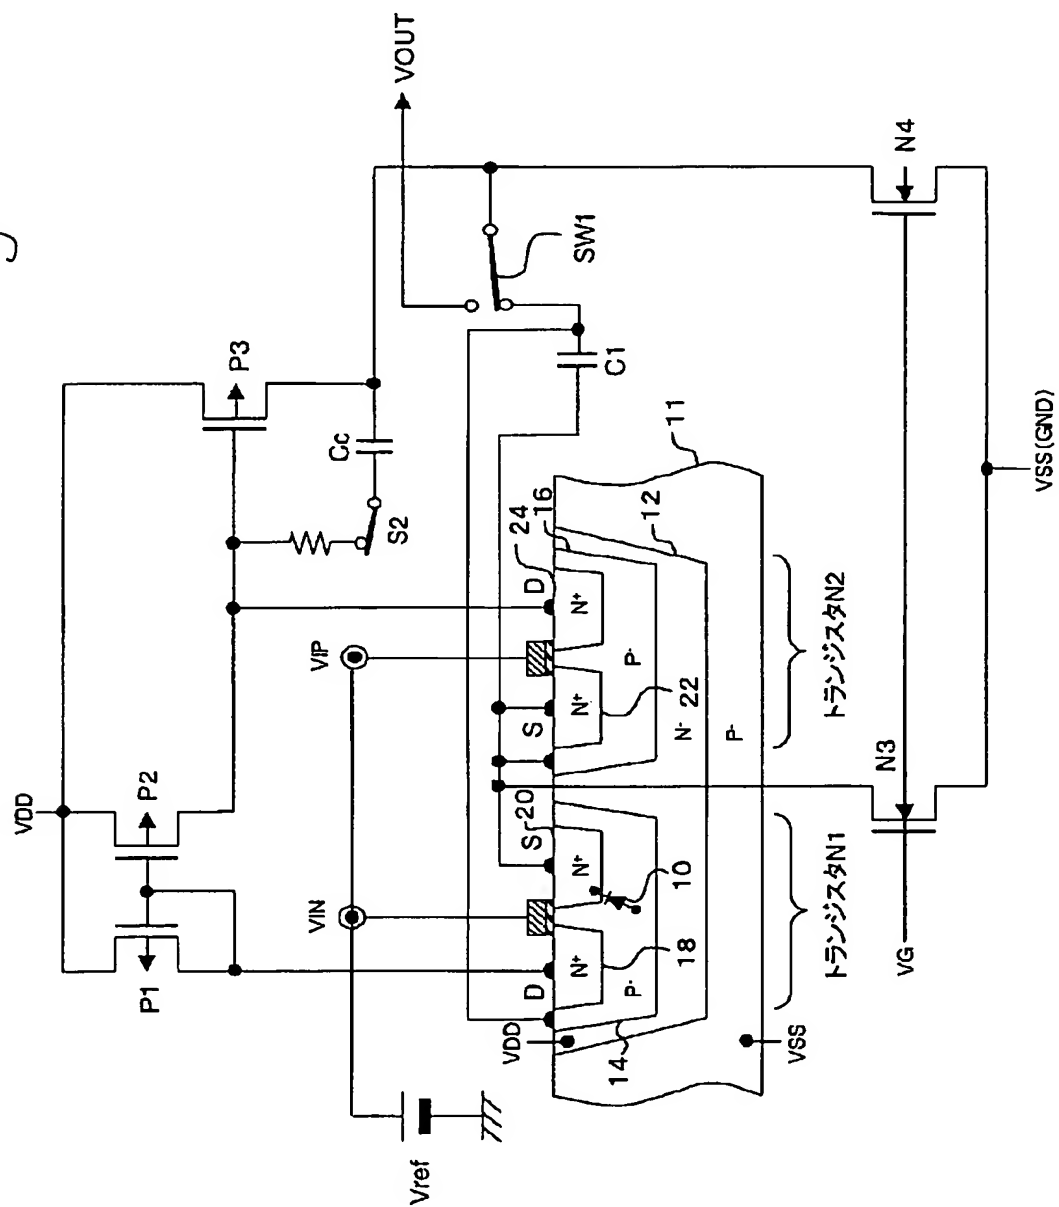 VDD
P1
P2
P3
VOUT
Cc
S2
SW1
C1
VIN
VIP
Vref
D
S
20
S
D
24
16
11
VDD
N+
N+
N+
N+
P-
P-
N-
P-
18
10
22
12
14
VSS
トランジスタN1
トランジスタN2
VG
N3
N4
VSS(GND)